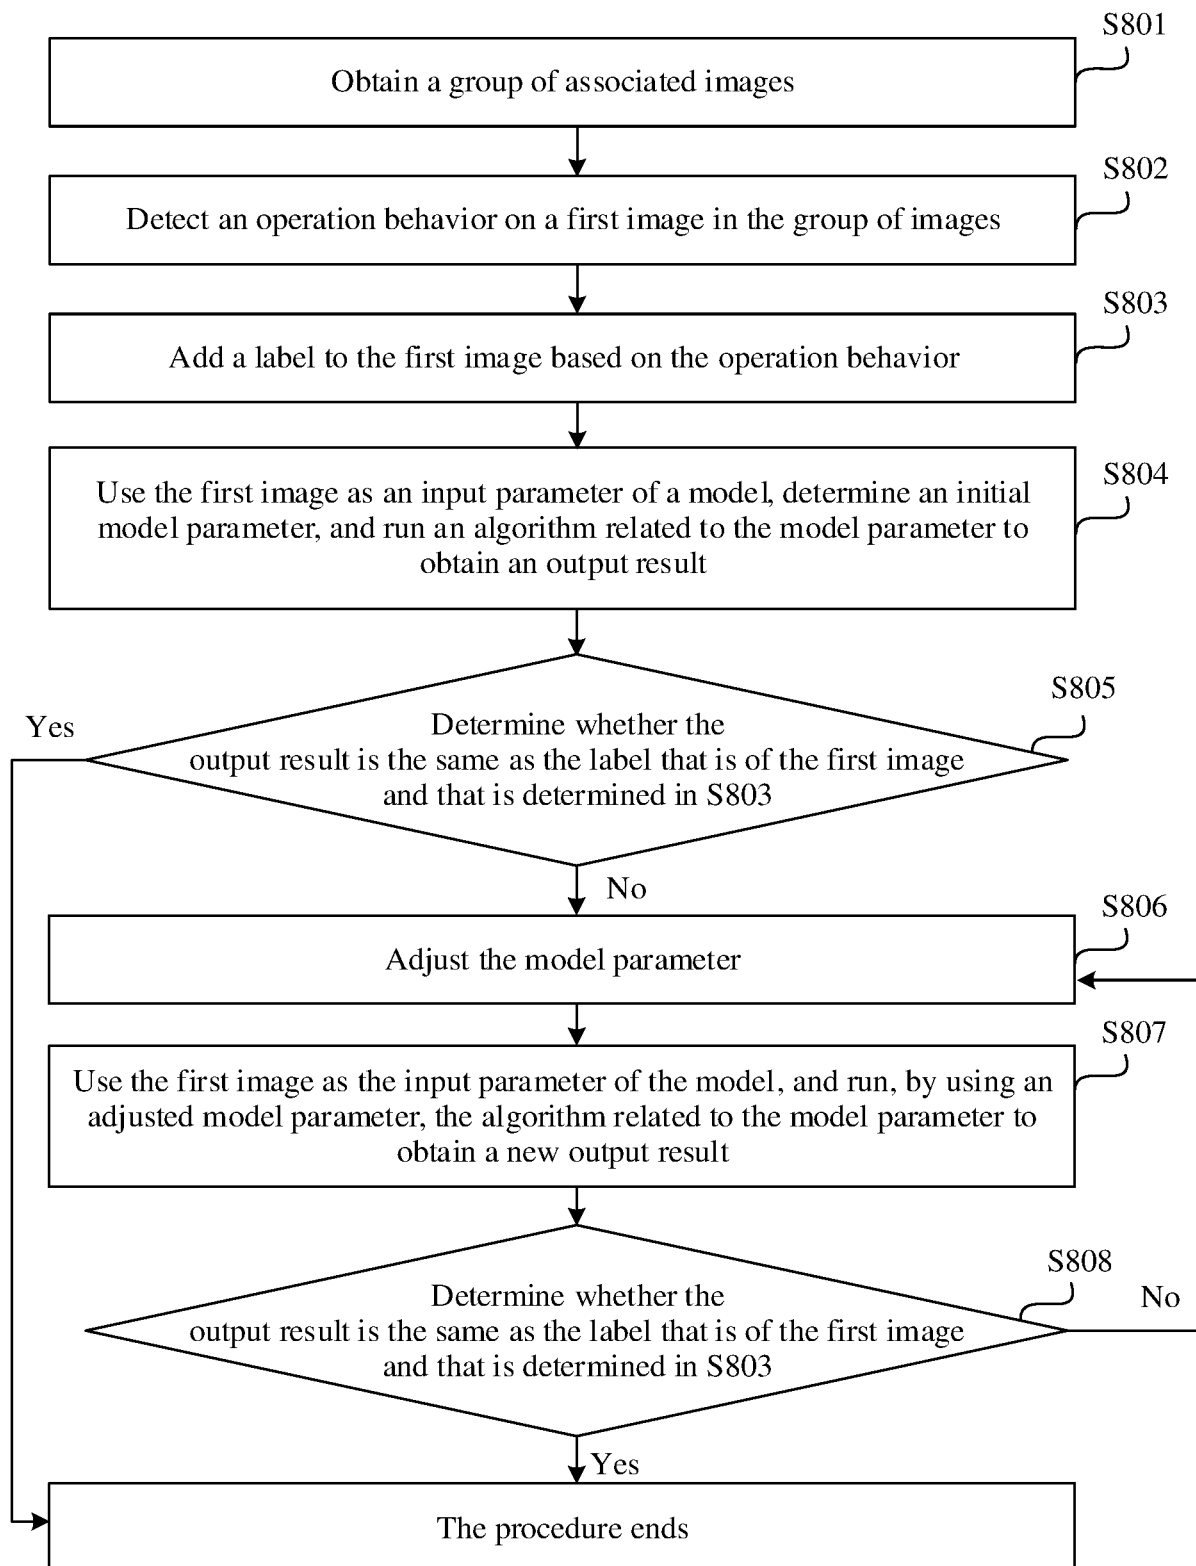 S801
Obtain a group of associated images
S802
Detect an operation behavior on a first image in the group of images
S803
Add a label to the first image based on the operation behavior
S804
Use the first image as an input parameter of a model, determine an initial
model parameter, and run an algorithm related to the model parameter to
obtain an output result
S805
Yes
Determine whether the
output result is the same as the label that is of the first image
and that is determined in S803
No
S806
Adjust the model parameter
S807
Use the first image as the input parameter of the model, and run, by using an
adjusted model parameter, the algorithm related to the model parameter to
obtain a new output result
S808
No
Determine whether the
output result is the same as the label that is of the first image
and that is determined in S803
Yes
The procedure ends